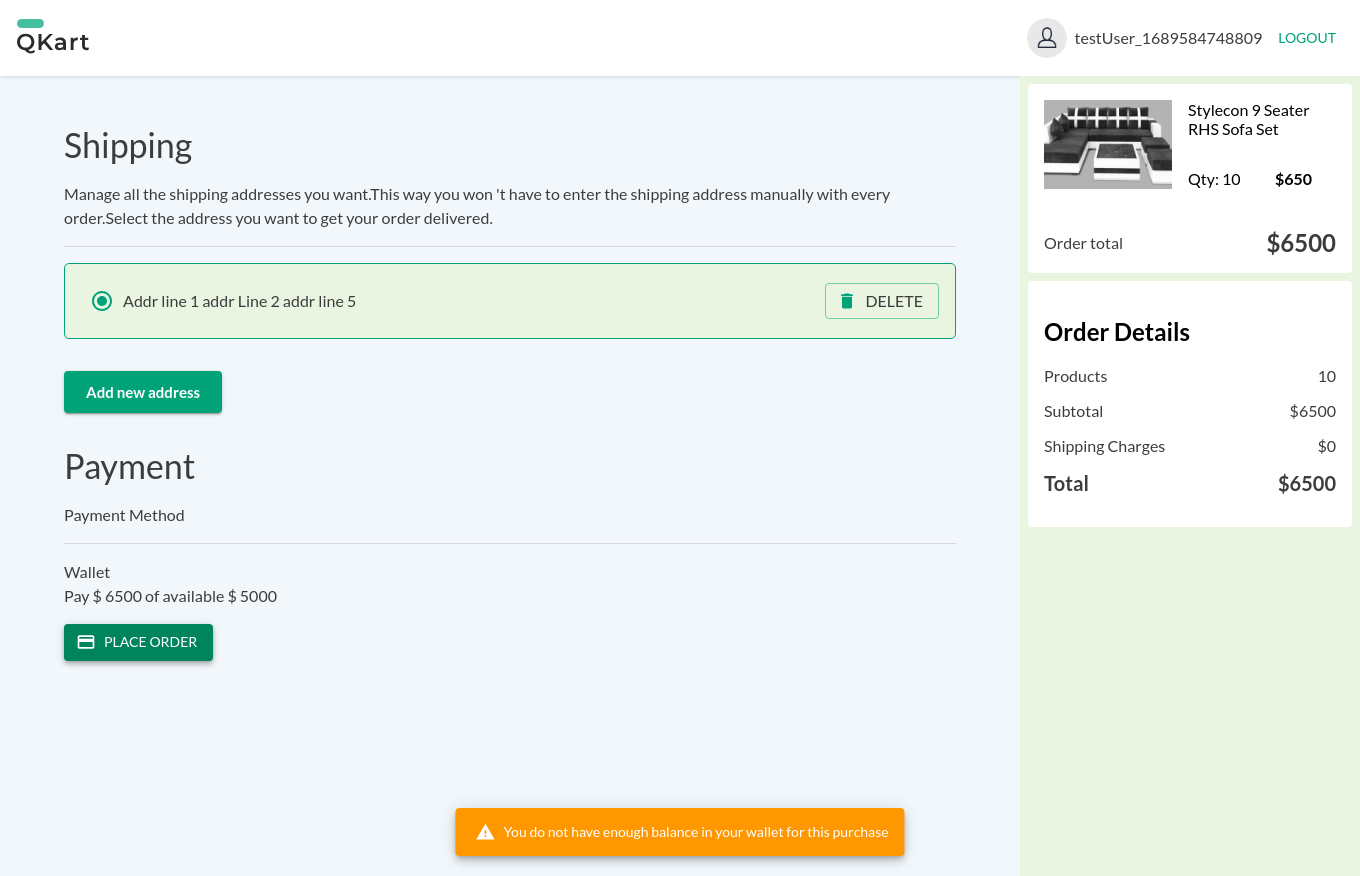 QKart
testUser_1689584748809
LOGOUT
Shipping
Manage all the shipping addresses you want.This way you won 't have to enter the shipping address manually with every
order.Select the address you want to get your order delivered.
Addr line 1 addr Line 2 addr line 5
DELETE
Add new address
Payment
Payment Method
Wallet
Pay $ 6500 of available $ 5000
PLACE ORDER
Stylecon 9 Seater
RHS Sofa Set
Qty: 10 $650
Order total $6500
Order Details
Products 10
Subtotal $6500
Shipping Charges $0
Total $6500
You do not have enough balance in your wallet for this purchase